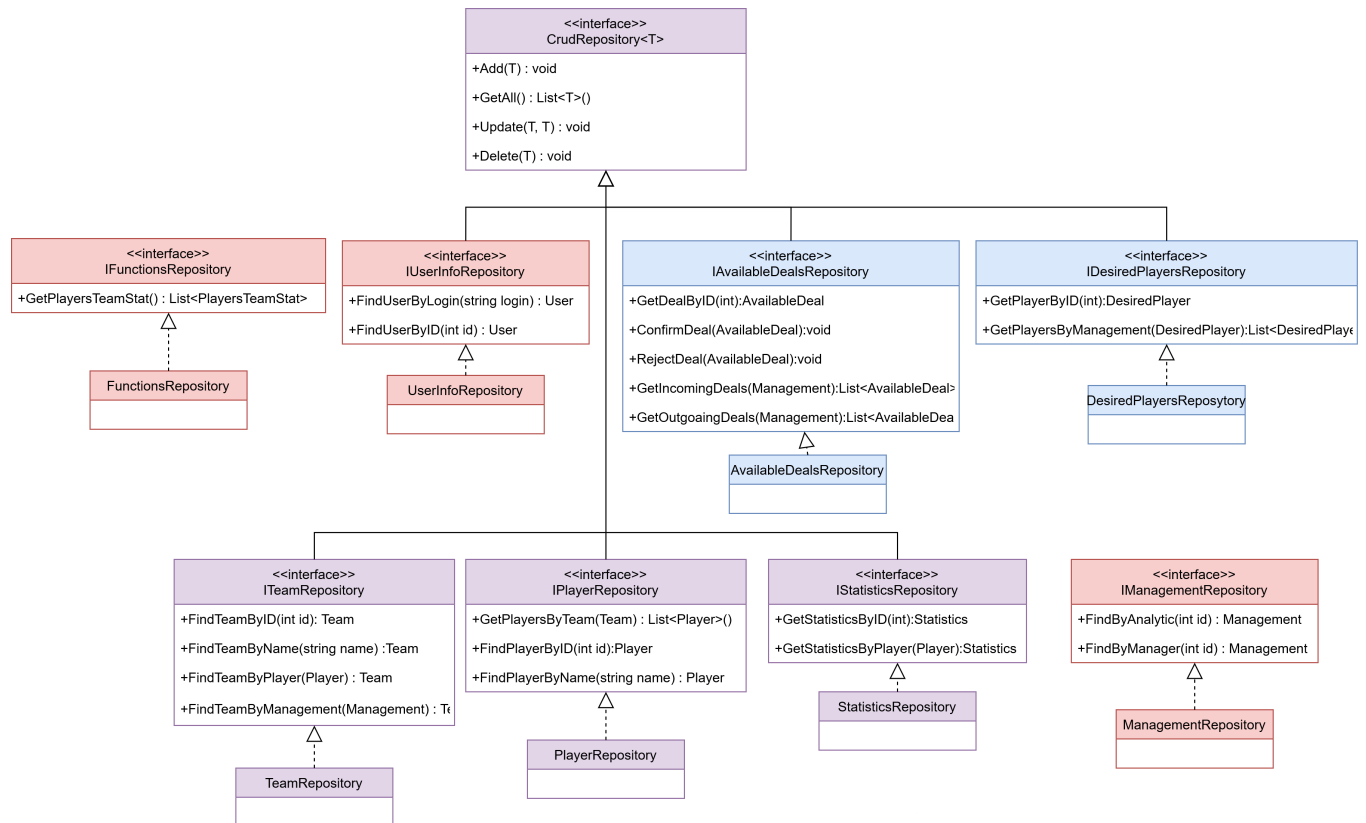 <<interface>>
CrudRepository<T>
+Add(T) : void
+GetAll() : List<T>()
+Update(T, T) : void
+Delete(T) : void
<<interface>>
IFunctionsRepository
+GetPlayersTeamStat() : List<PlayersTeamStat>
FunctionsRepository
<<interface>>
IUserInfoRepository
+FindUserByLogin(string login) : User
+FindUserByID(int id) : User
UserInfoRepository
<<interface>>
IAvailableDealsRepository
+GetDealByID(int):AvailableDeal
+ConfirmDeal(AvailableDeal):void
+RejectDeal(AvailableDeal):void
+GetIncomingDeals(Management):List<AvailableDeal>
+GetOutgoaingDeals(Management):List<AvailableDea
AvailableDealsRepository
<<interface>>
IDesiredPlayersRepository
+GetPlayerByID(int):DesiredPlayer
+GetPlayersByManagement(DesiredPlayer):List<DesiredPlaye
DesiredPlayersReposytory
<<interface>>
ITeamRepository
+FindTeamByID(int id): Team
+FindTeamByName(string name) :Team
+FindTeamByPlayer(Player) : Team
+FindTeamByManagement(Management) : Te
TeamRepository
<<interface>>
IPlayerRepository
+GetPlayersByTeam(Team) : List<Player>()
+FindPlayerByID(int id):Player
+FindPlayerByName(string name) : Player
PlayerRepository
<<interface>>
IStatisticsRepository
+GetStatisticsByID(int):Statistics
+GetStatisticsByPlayer(Player):Statistics
StatisticsRepository
<<interface>>
IManagementRepository
+FindByAnalytic(int id) : Management
+FindByManager(int id) : Management
ManagementRepository